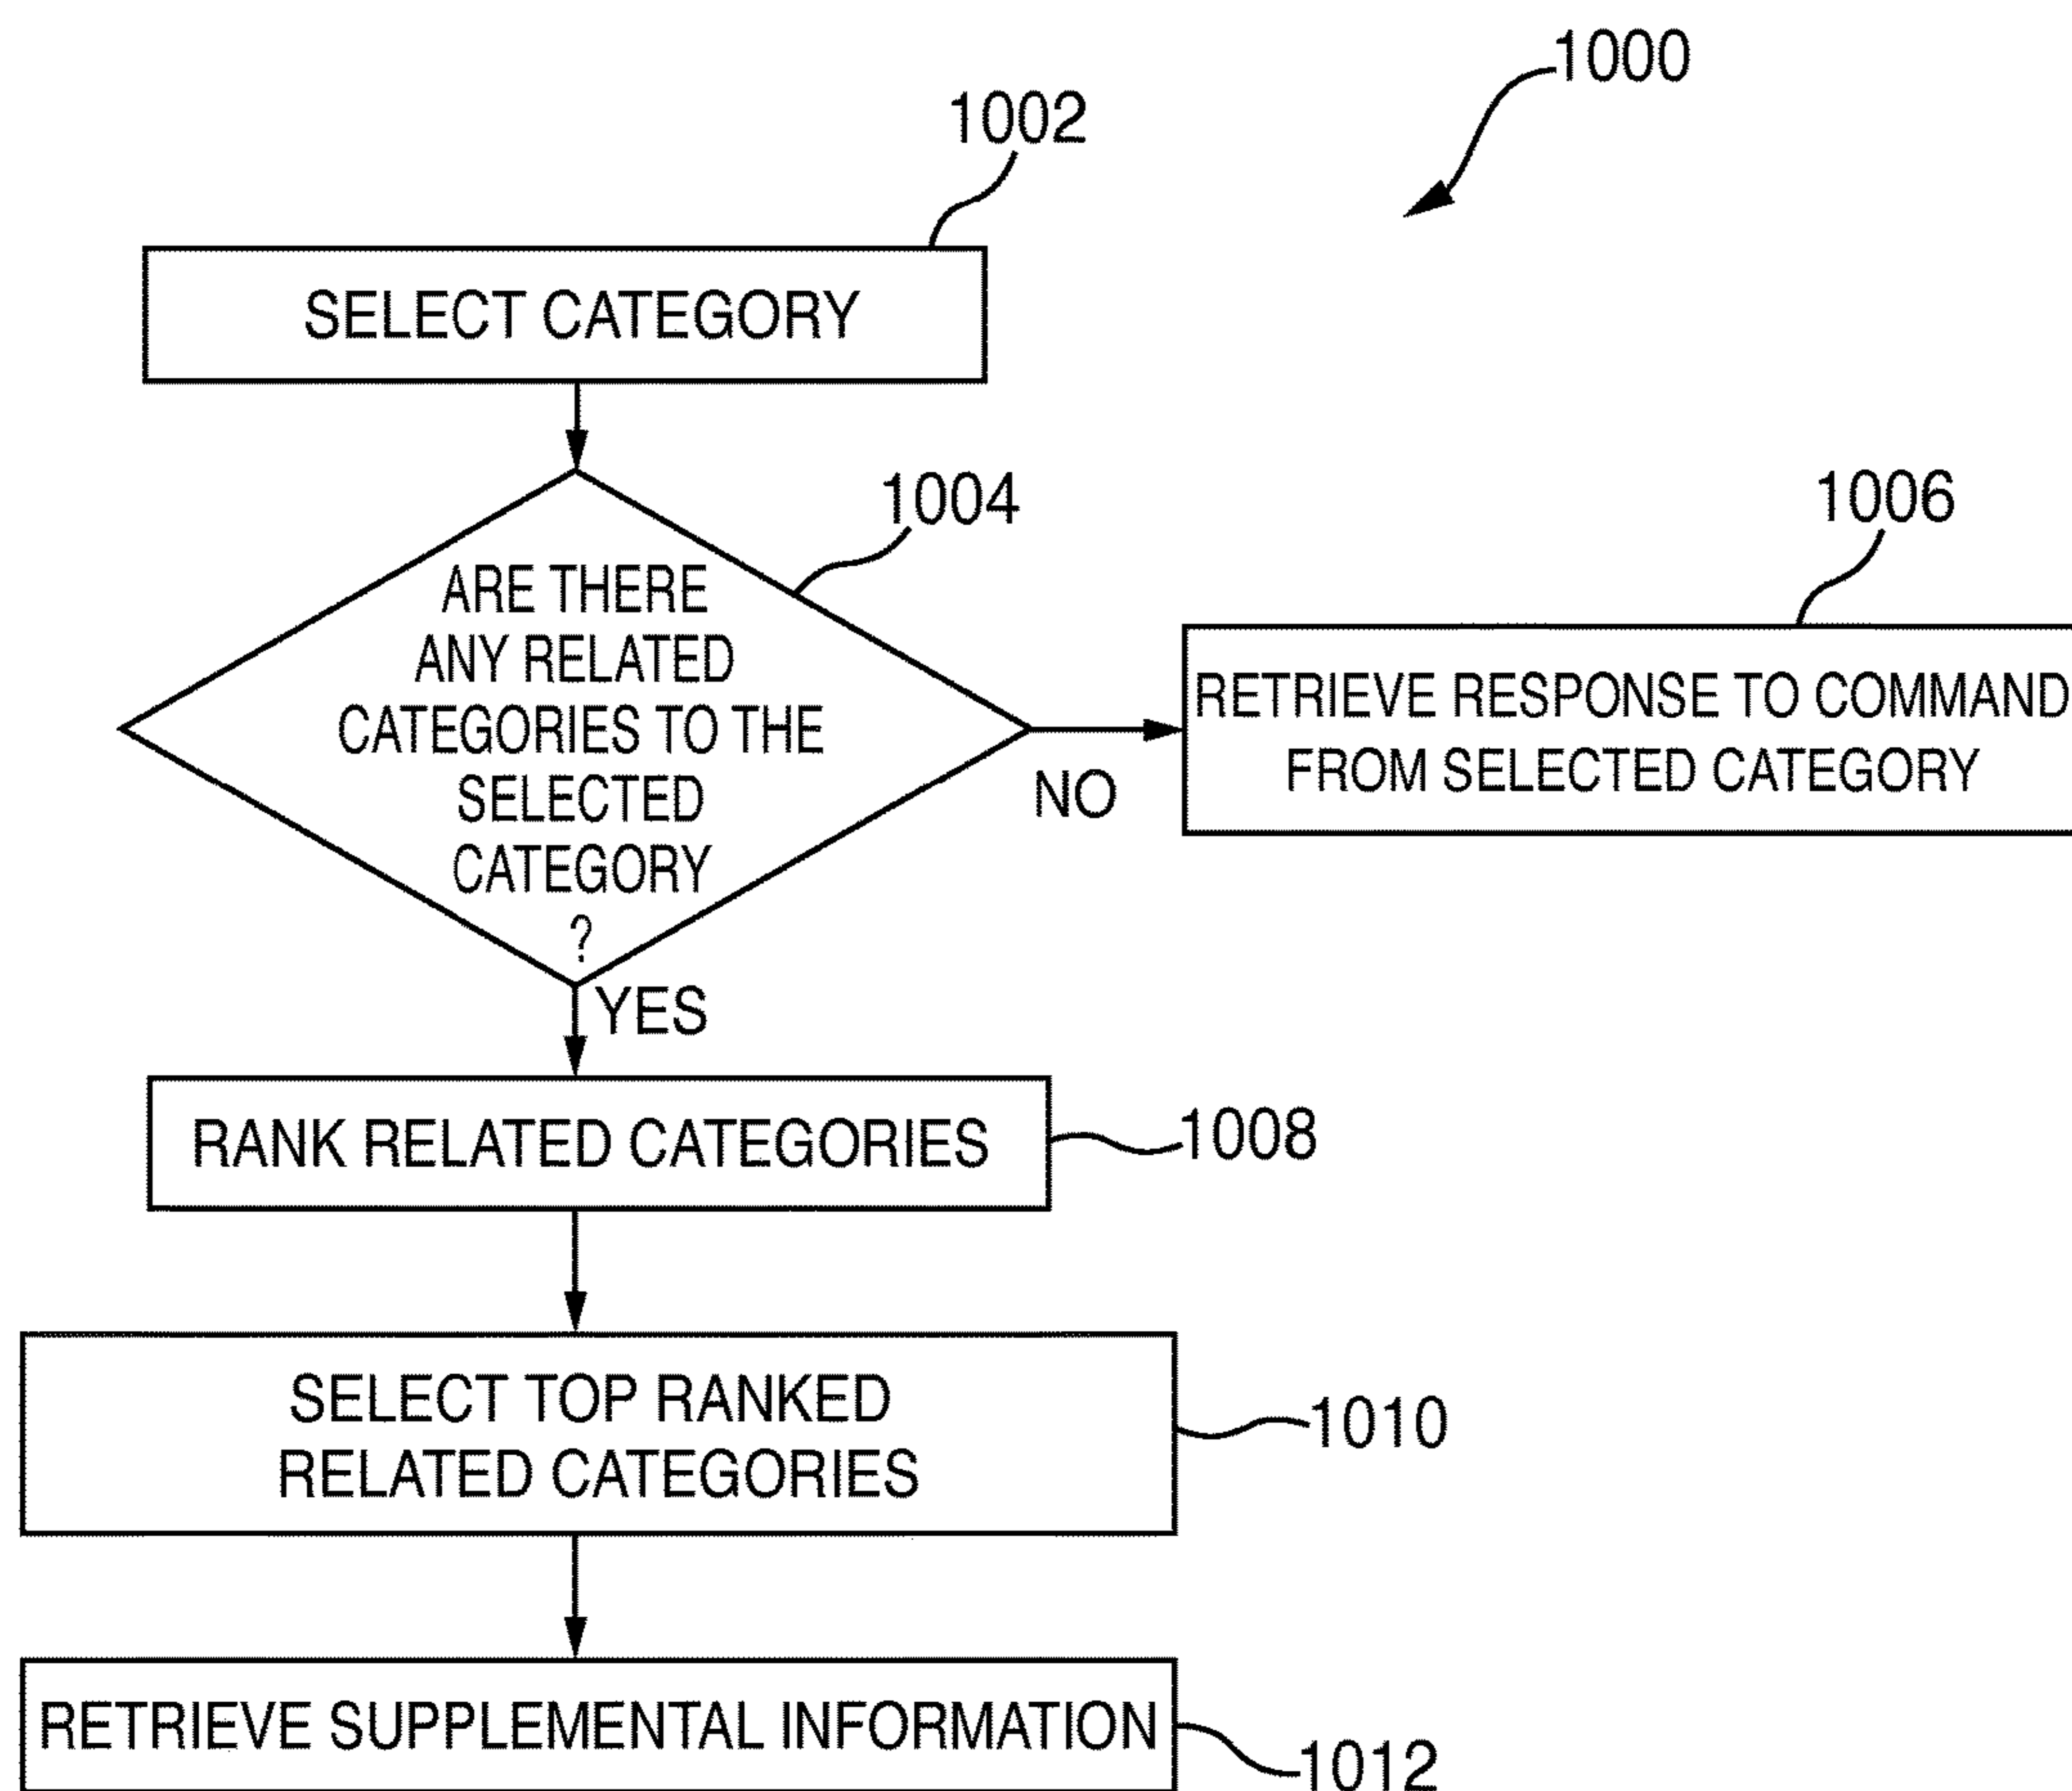 1000
1002
SELECT CATEGORY
1004
ARE THERE
ANY RELATED
CATEGORIES TO THE
SELECTED
CATEGORY
?
NO
1006
RETRIEVE RESPONSE TO COMMAND
FROM SELECTED CATEGORY
YES
RANK RELATED CATEGORIES
1008
SELECT TOP RANKED
RELATED CATEGORIES
1010
RETRIEVE SUPPLEMENTAL INFORMATION
1012